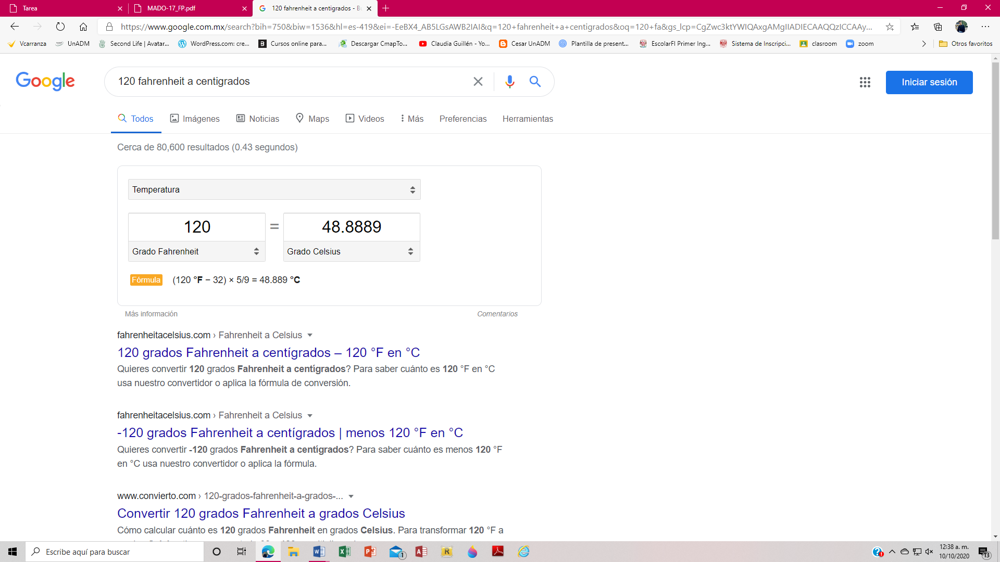 Tarea
MADO-17_FP.pdf
120 fahrenheit a centigrados - B
https://www.google.com.mx/search?bih=750&biw=1536&hl=es-419&ei=-EeBX4_AB5LGsAWB2IAI&q=120+fahrenheit+a+centigrados&oq=120+fa&gs_lcp=CgZwc3ktYWIQAxgAMgIIADIECAAQQzICCAAy...
Vcarranza
UnADM
Second Life | Avatar...
WordPress.com: cre...
Cursos online para...
Descargar CmapTo...
Claudia Guillén - Yo...
Cesar UnADM
Plantilla de present...
EscolarFI Primer Ing...
Sistema de Inscripci...
clasroom
zoom
Otros favoritos
Google
120 fahrenheit a centigrados
Iniciar sesión
Todos
Imágenes
Noticias
Maps
Videos
Más
Preferencias
Herramientas
Cerca de 80,600 resultados (0.43 segundos)
Temperatura
120 = 48.8889
Grado Fahrenheit
Grado Celsius
Fórmula (120 °F − 32) × 5/9 = 48.889 °C
Más información
Comentarios
fahrenheitacelsius.com › Fahrenheit a Celsius
120 grados Fahrenheit a centígrados – 120 °F en °C
Quieres convertir 120 grados Fahrenheit a centígrados? Para saber cuánto es 120 °F en °C
usa nuestro convertidor o aplica la fórmula de conversión.
fahrenheitacelsius.com › Fahrenheit a Celsius
-120 grados Fahrenheit a centígrados | menos 120 °F en °C
Quieres convertir -120 grados Fahrenheit a centígrados? Para saber cuánto es menos 120 °F
en °C usa nuestro convertidor o aplica la fórmula.
www.convierto.com › 120-grados-fahrenheit-a-grados-...
Convertir 120 grados Fahrenheit a grados Celsius
Cómo calcular cuánto es 120 grados Fahrenheit en grados Celsius. Para transformar 120 °F a
Escribe aquí para buscar
1
12:38 a. m.
10/10/2020
13